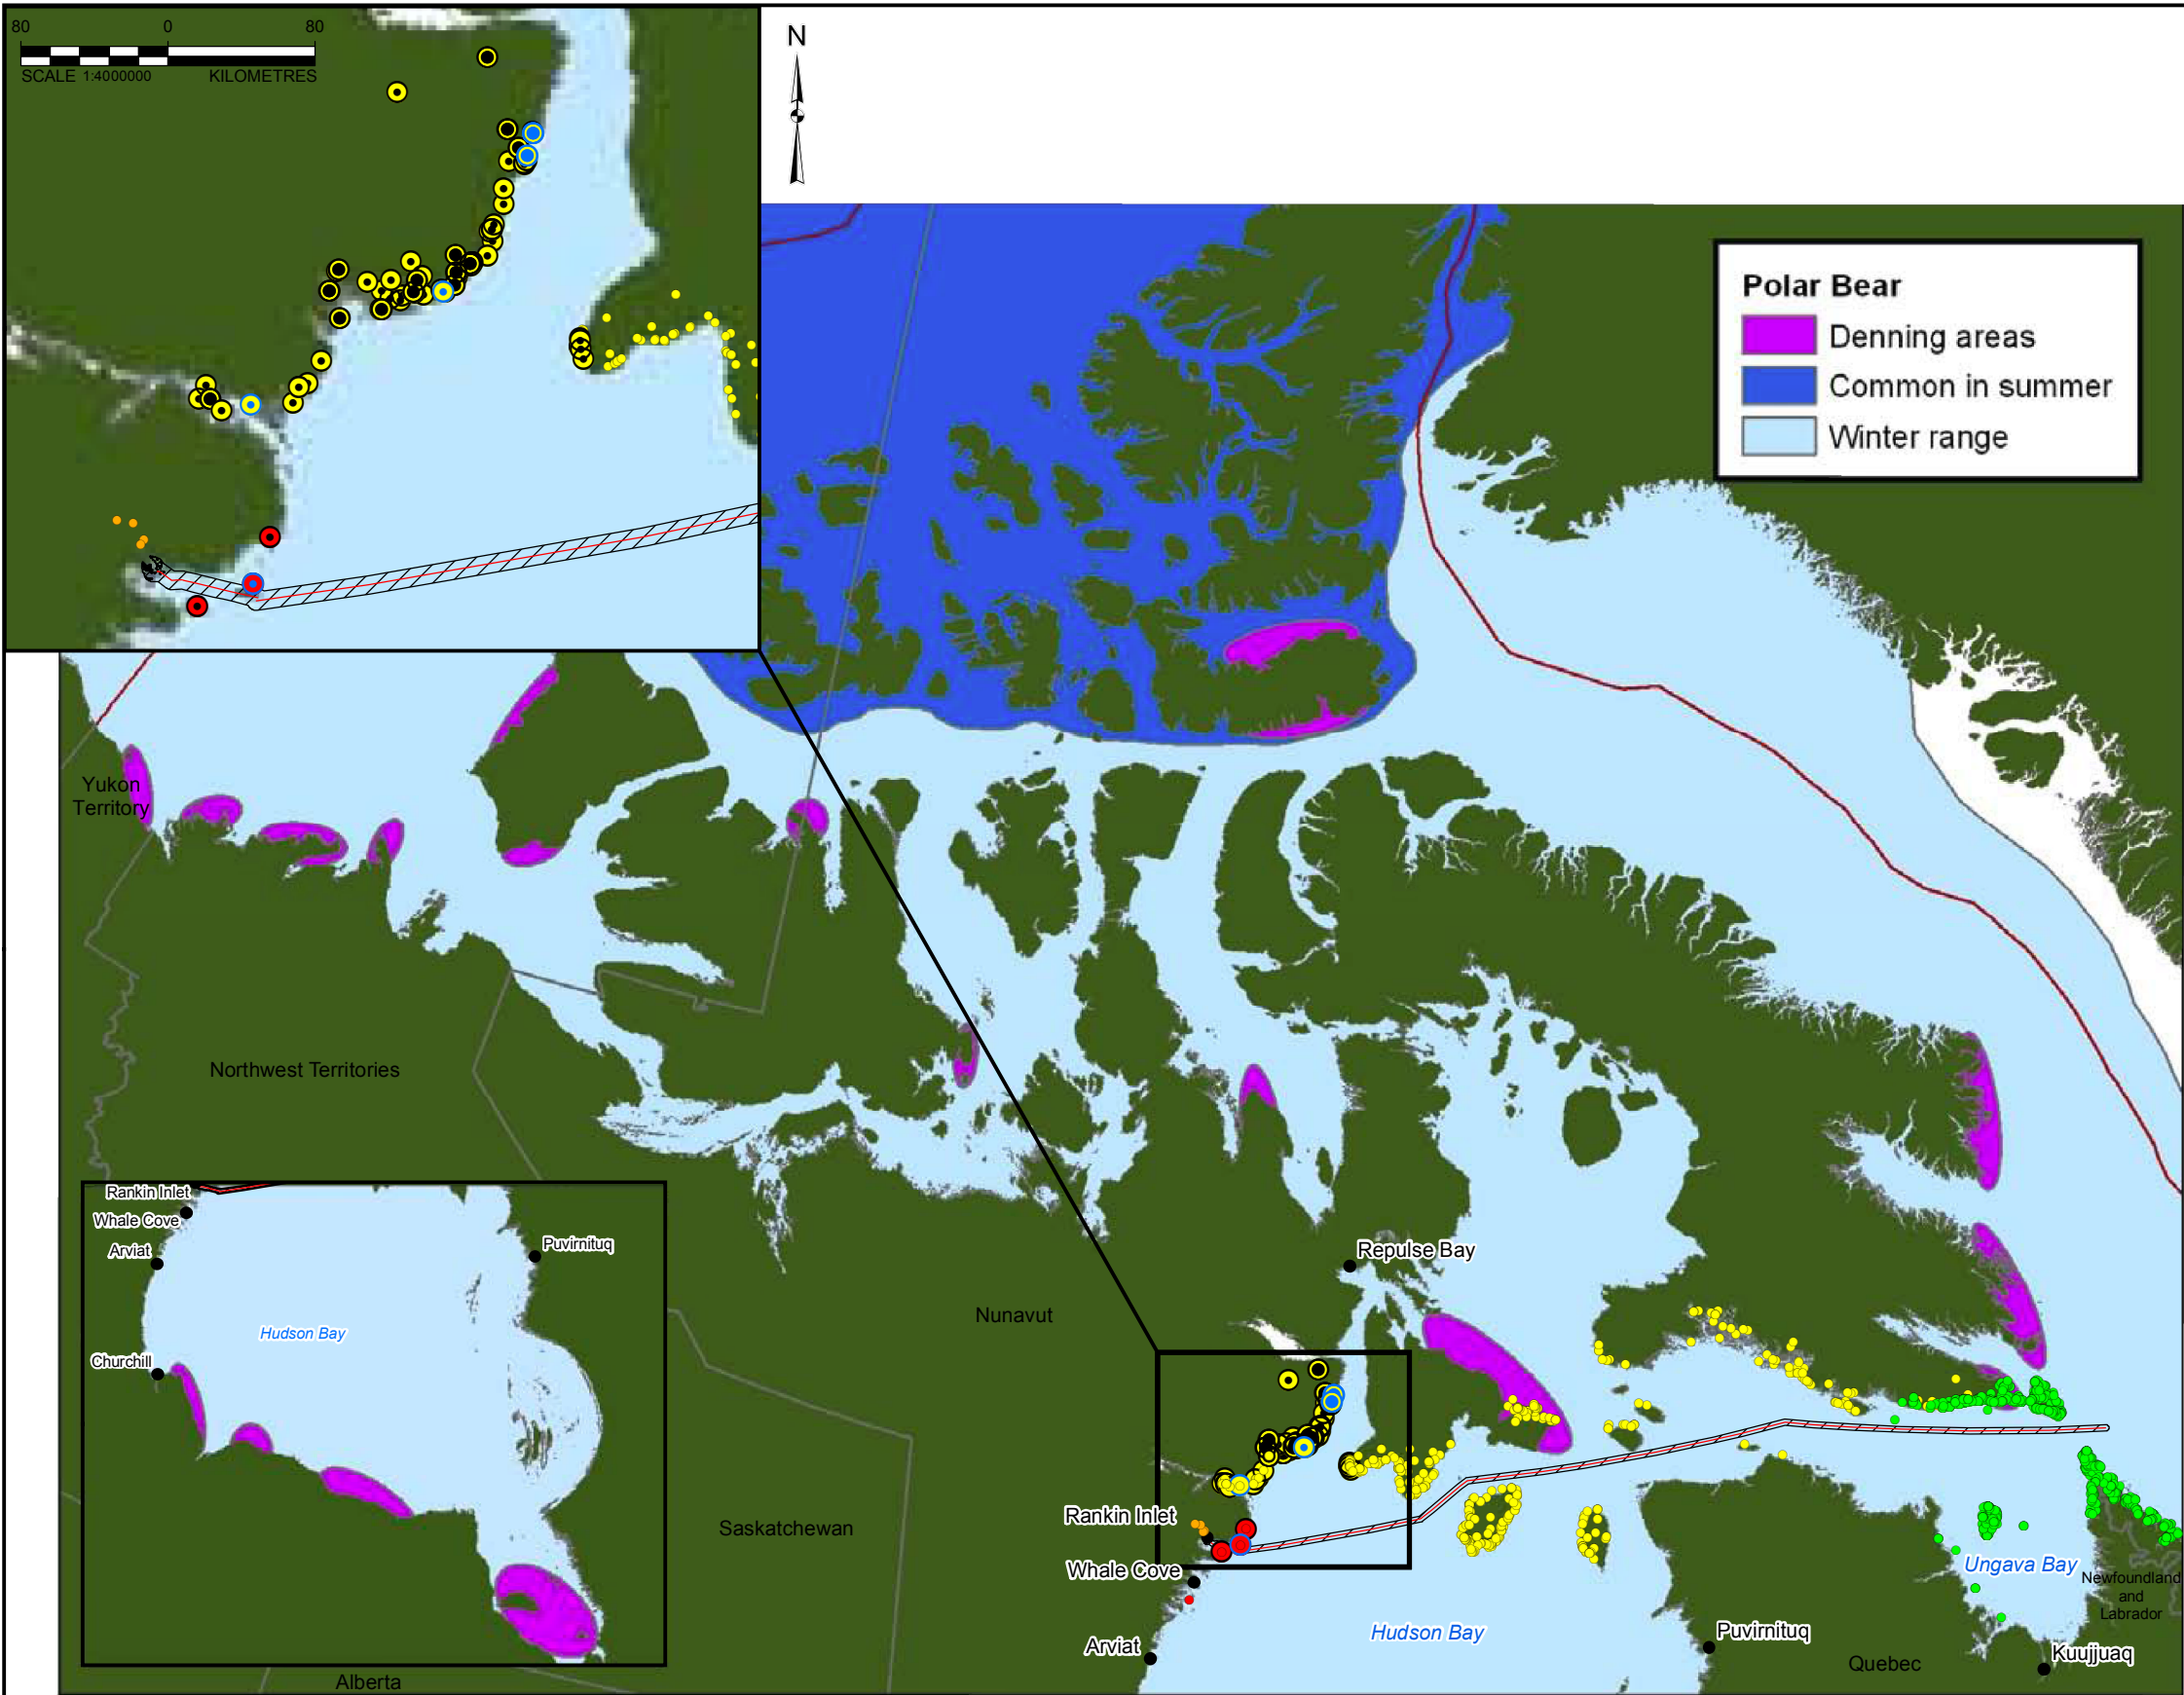 80 0 80
SCALE 1:4000000 KILOMETRES
N
Polar Bear
Denning areas
Common in summer
Winter range
Yukon
Territory
Northwest Territories
Nunavut
Repulse Bay
Rankin Inlet
Whale Cove
Arviat
Puvirnituq
Hudson Bay
Churchill
Saskatchewan
Rankin Inlet
Whale Cove
Arviat
Hudson Bay
Puvirnituq
Ungava Bay
Newfoundland
and
Labrador
Quebec
Kuujjuaq
Alberta